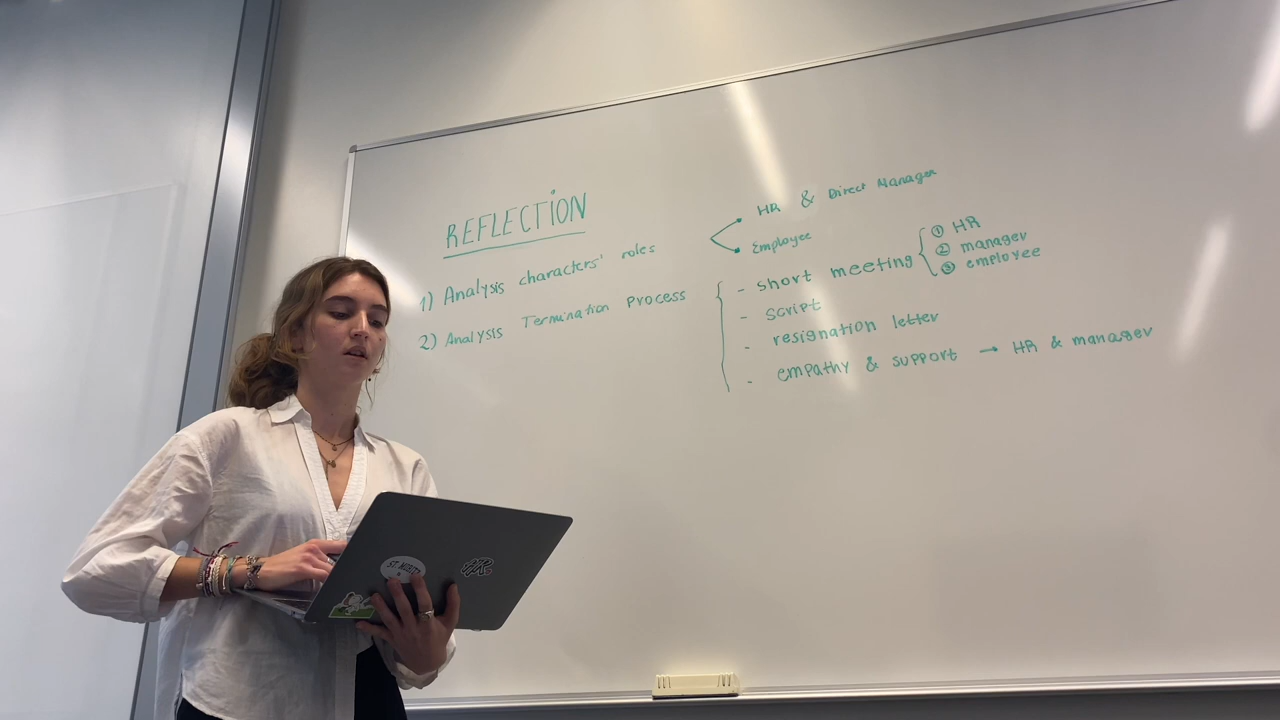 REFLECTION
1) Analysis characters' roles
HR & Direct Manager
Employee
2) Analysis Termination Process
- short meeting
① HR
② manager
③ employee
- script
- resignation letter
- empathy & support → HR & manager
ST. MORITZ